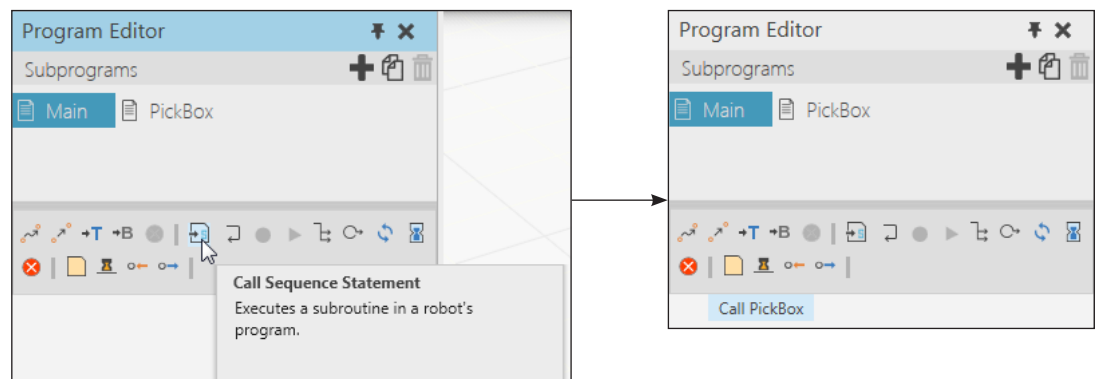 Program Editor
Subprograms
Main PickBox
T B S
Call Sequence Statement
Executes a subroutine in a robot's
program.
Program Editor
Subprograms
Main PickBox
T B S
Call PickBox